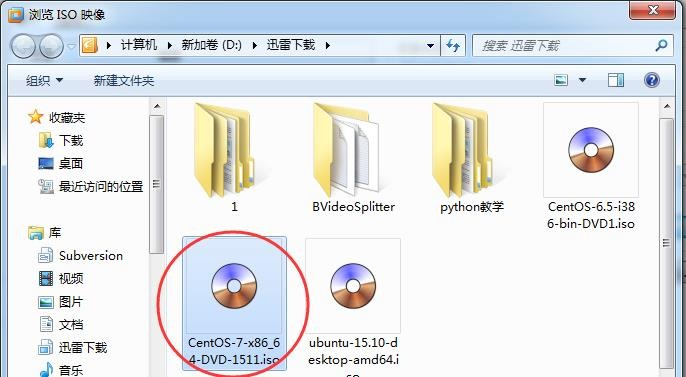 浏览 ISO 映像
计算机 新加卷 (D:) 迅雷下载
搜索 迅雷下载
组织 新建文件夹
收藏夹
下载
桌面
最近访问的位置
库
Subversion
视频
图片
文档
迅雷下载
音乐
1
BVideoSplitter
python教学
CentOS-6.5-i38
6-bin-DVD1.iso
CentOS-7-x86_6
4-DVD-1511.iso
ubuntu-15.10-d
esktop-amd64.i
so